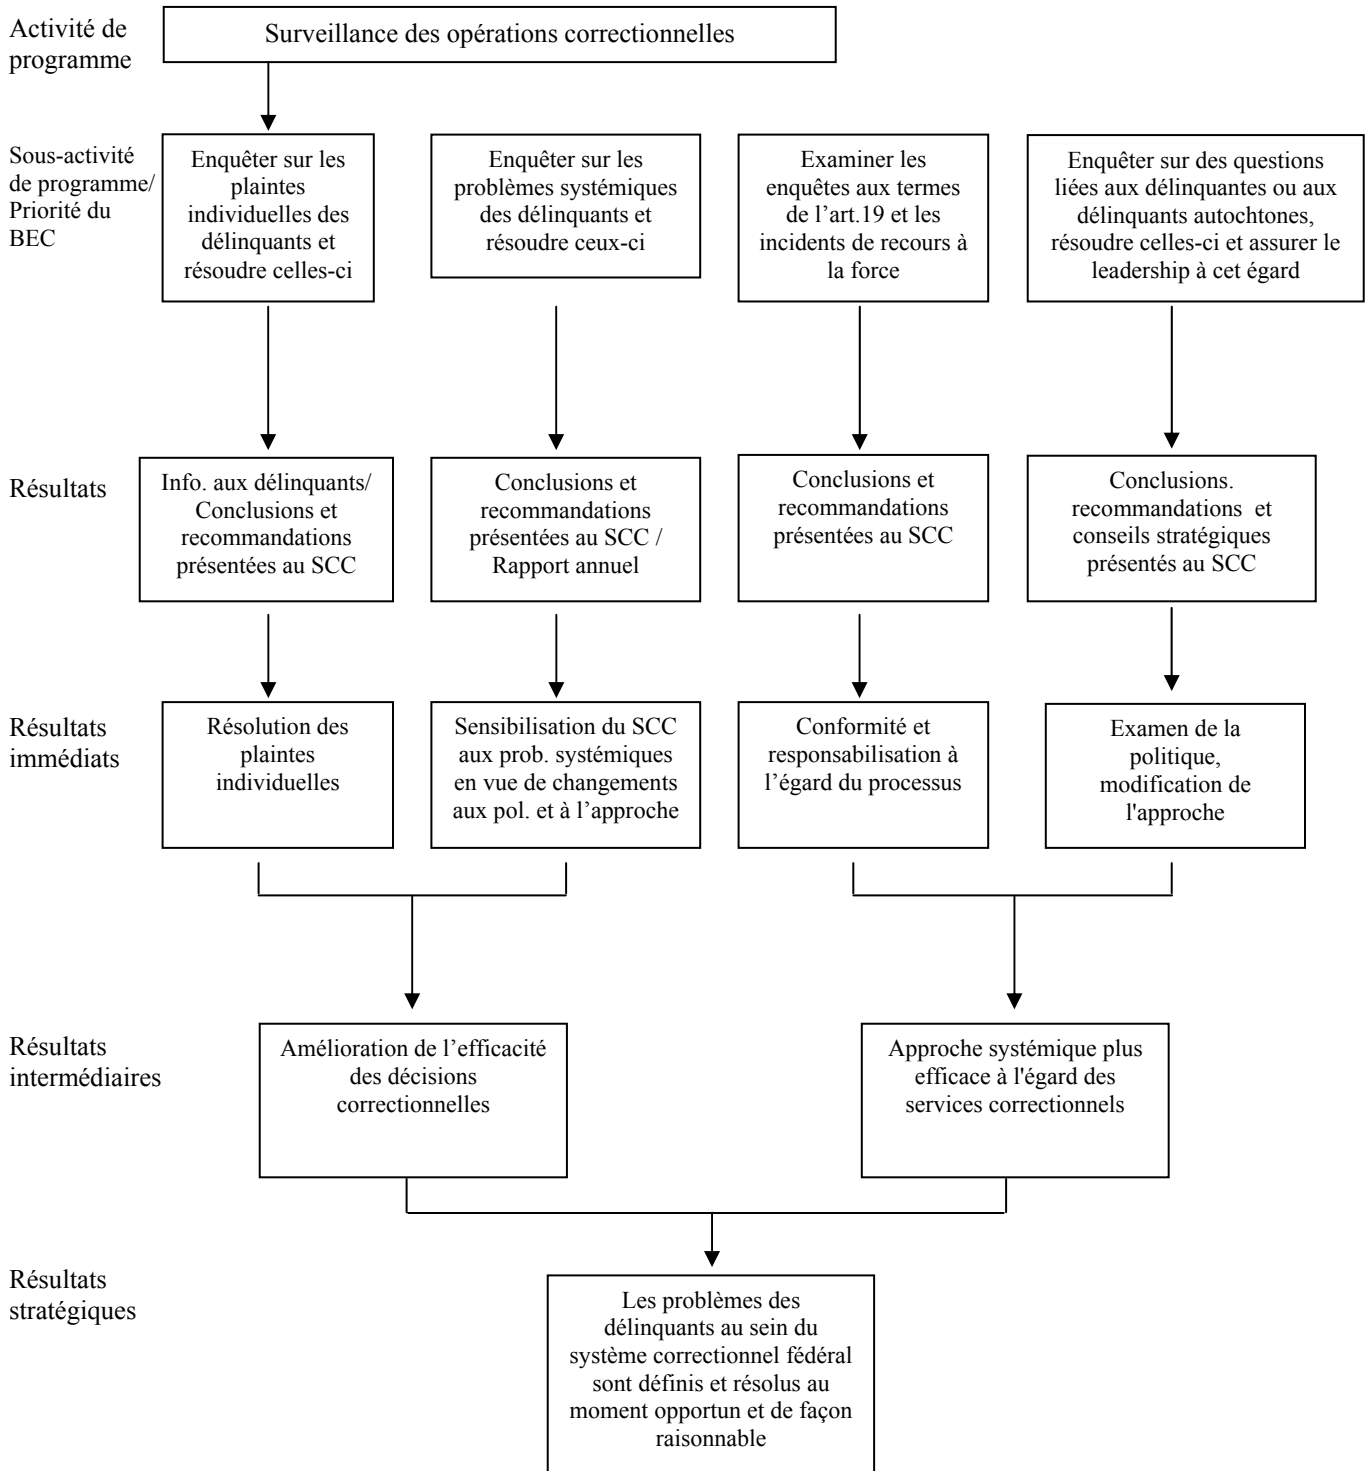 Activité de
programme
Surveillance des opérations correctionnelles
Sous-activité
de programme/
Priorité du
BEC
Enquêter sur les
plaintes
individuelles des
délinquants et
résoudre celles-ci
Enquêter sur les
problèmes systémiques
des délinquants et
résoudre ceux-ci
Examiner les
enquêtes aux termes
de l’art.19 et les
incidents de recours à
la force
Enquêter sur des questions
liées aux délinquantes ou aux
délinquants autochtones,
résoudre celles-ci et assurer le
leadership à cet égard
Résultats
Info. aux délinquants/
Conclusions et
recommandations
présentées au SCC
Conclusions et
recommandations
présentées au SCC /
Rapport annuel
Conclusions et
recommandations
présentées au SCC
Conclusions.
recommandations et
conseils stratégiques
présentés au SCC
Résultats
immédiats
Résolution des
plaintes
individuelles
Sensibilisation du SCC
aux prob. systémiques
en vue de changements
aux pol. et à l’approche
Conformité et
responsabilisation à
l’égard du processus
Examen de la
politique,
modification de
l'approche
Résultats
intermédiaires
Amélioration de l’efficacité
des décisions
correctionnelles
Approche systémique plus
efficace à l'égard des
services correctionnels
Résultats
stratégiques
Les problèmes des
délinquants au sein du
système correctionnel fédéral
sont définis et résolus au
moment opportun et de façon
raisonnable